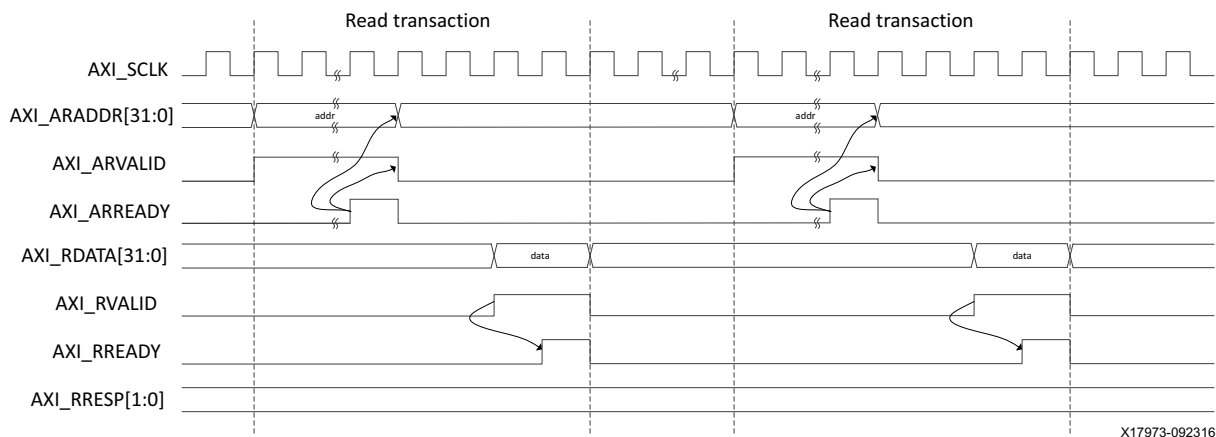 Read transaction Read transaction
AXI_SCLK
AXI_ARADDR[31:0] addr addr
AXI_ARVALID
AXI_ARREADY
AXI_RDATA[31:0] data data
AXI_RVALID
AXI_RREADY
AXI_RRESP[1:0]
X17973-092316